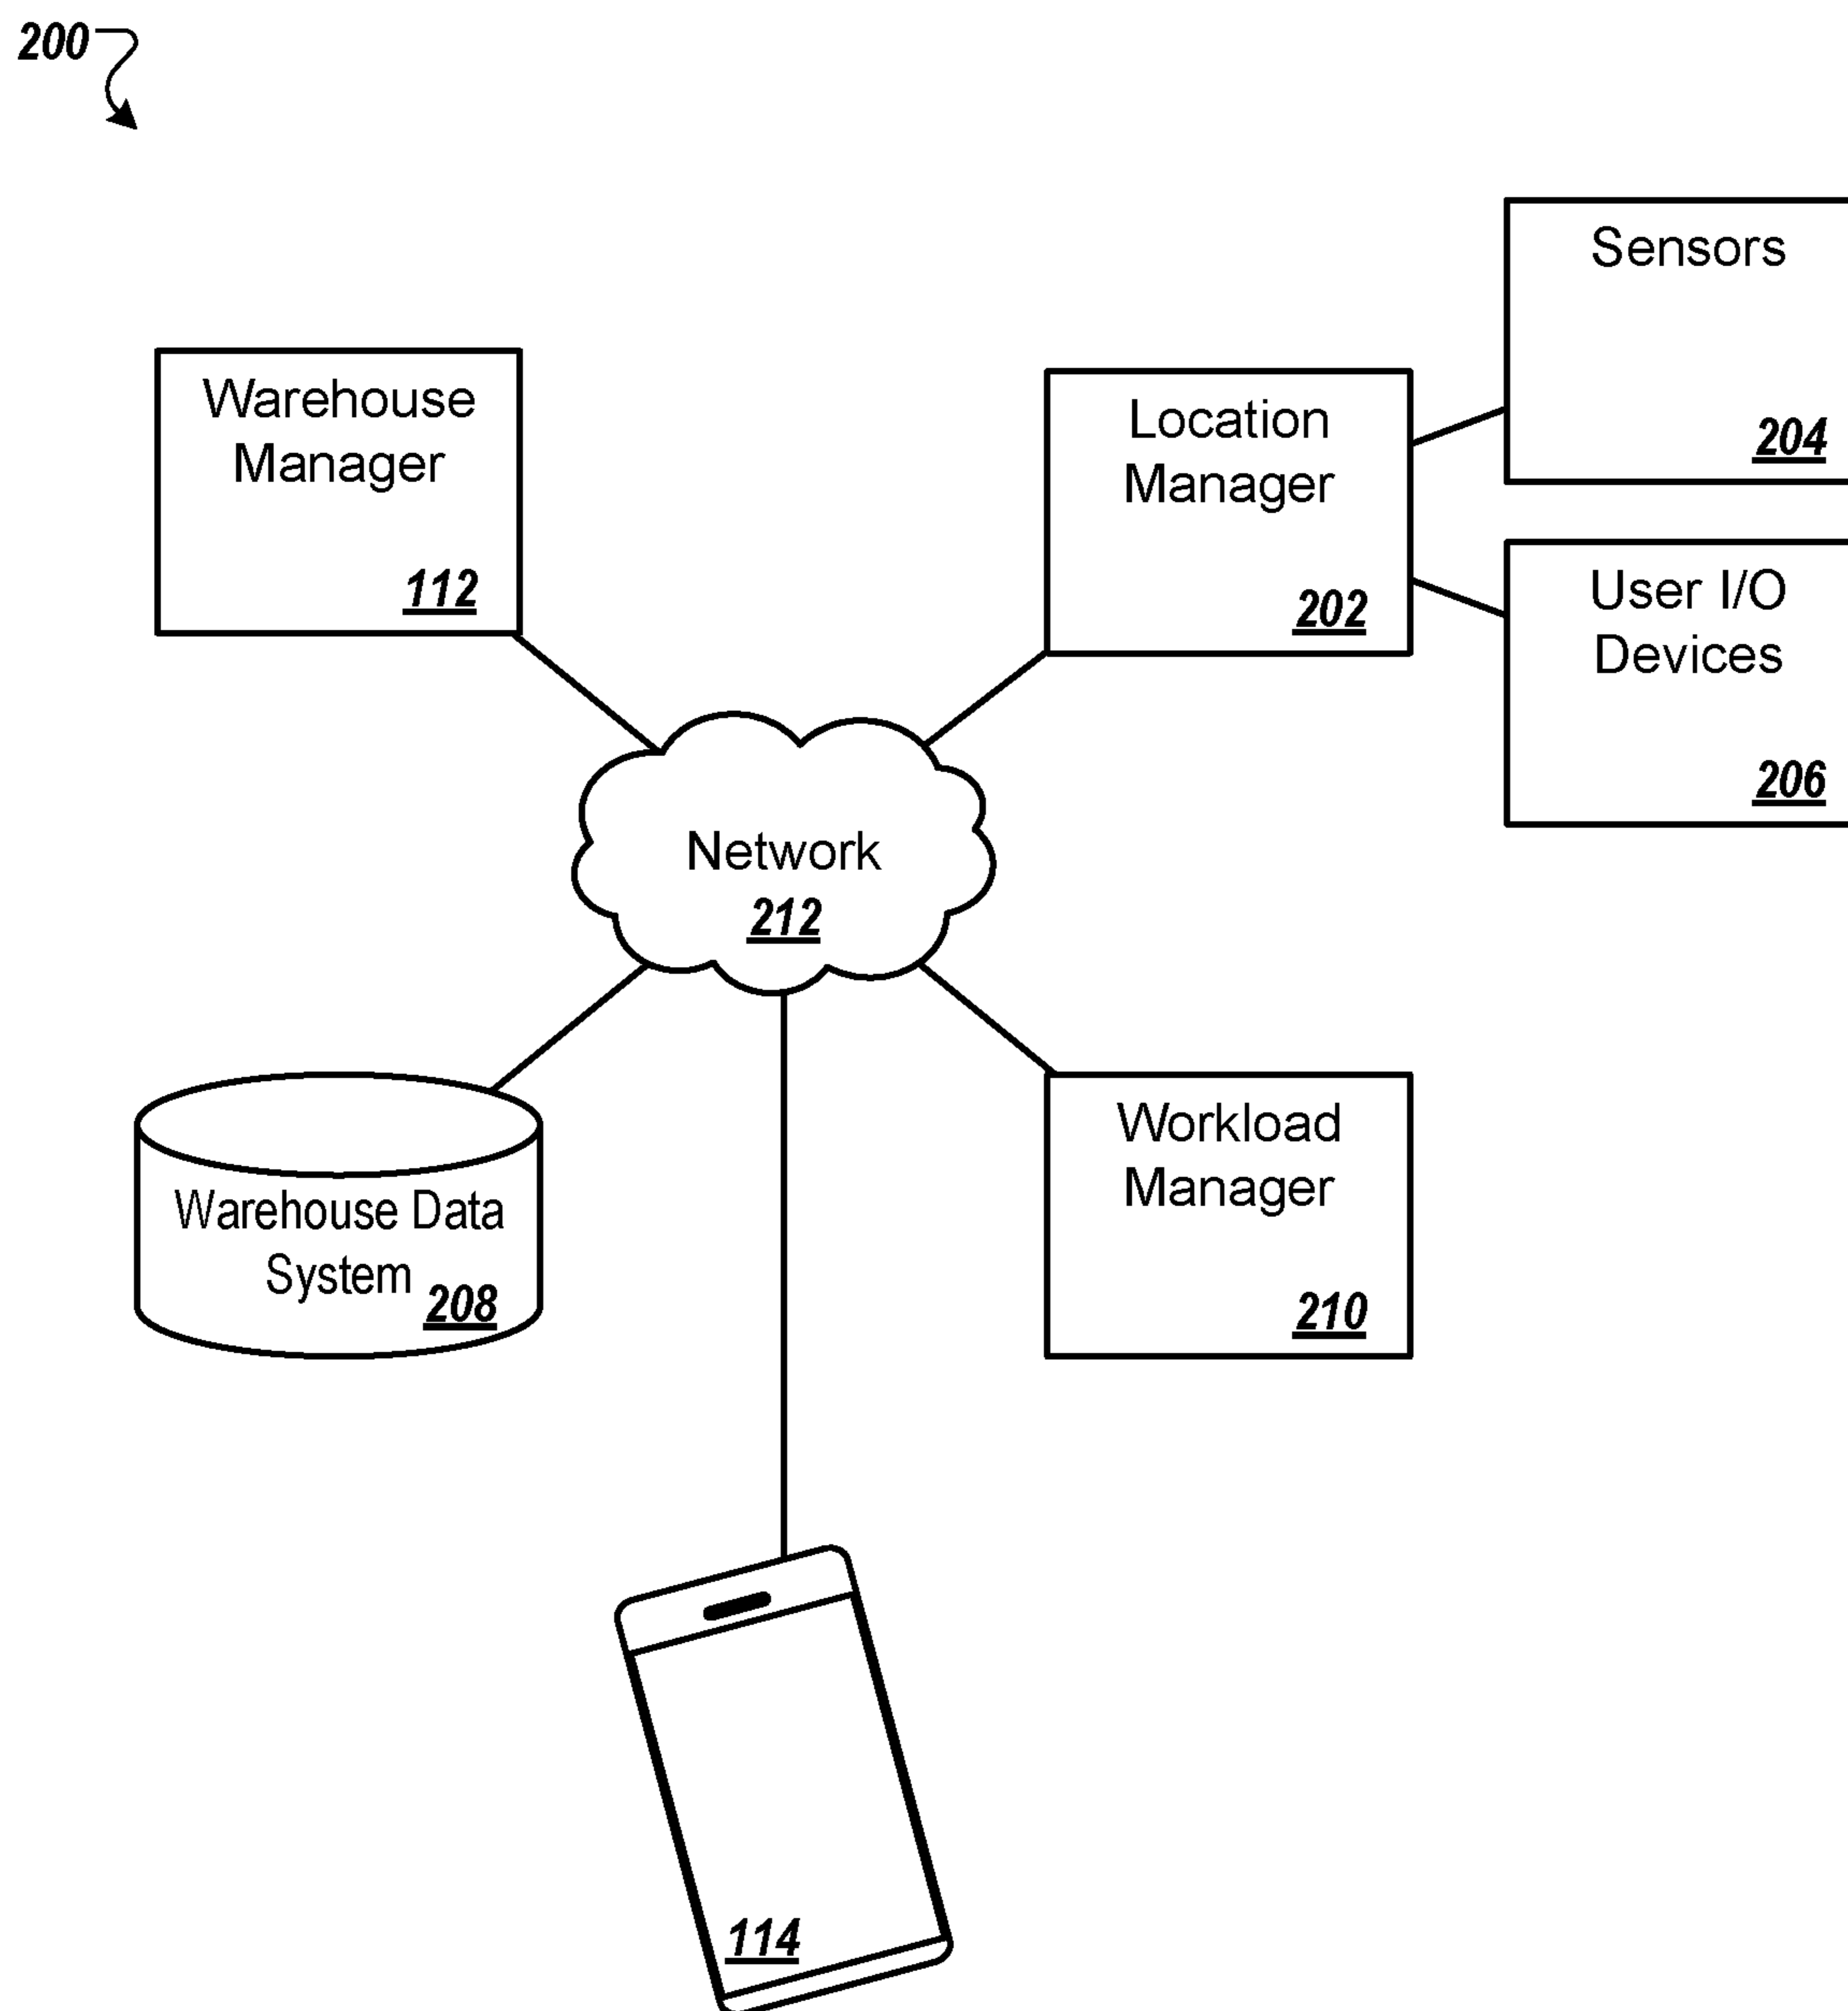 200
Sensors
204
Warehouse
Manager
112
Location
Manager
202
User I/O
Devices
206
Network
212
Warehouse Data
System 208
Workload
Manager
210
114